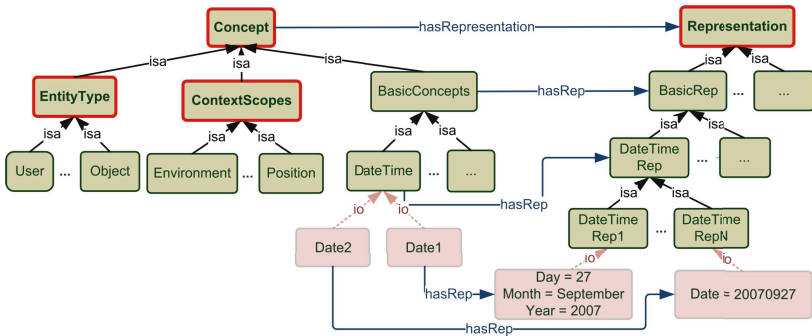 Concept
hasRepresentation
Representation
isa
isa
isa
isa
isa
EntityType
ContextScopes
BasicConcepts
hasRep
BasicRep
...
...
isa
isa
isa
isa
isa
isa
isa
isa
User
...
Object
Environment
...
Position
DateTime
...
...
DateTime
Rep
...
...
hasRep
isa
isa
io
io
Date2
Date1
DateTime
Rep1
...
DateTime
RepN
io
io
hasRep
Day = 27
Month = September
Year = 2007
Date = 20070927
hasRep